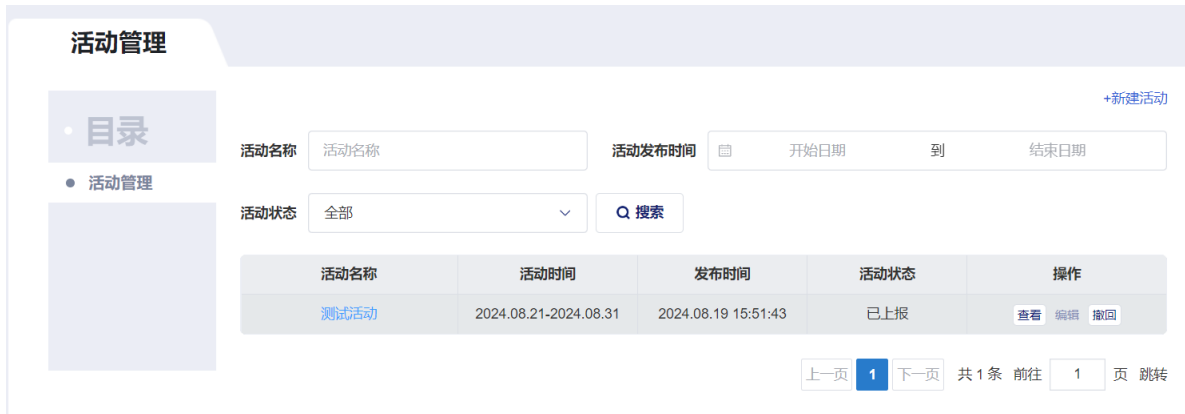 活动管理
+新建活动
目录
活动名称 活动名称 活动发布时间 开始日期 到 结束日期
活动管理
活动状态 全部 搜索
活动名称 活动时间 发布时间 活动状态 操作
测试活动 2024.08.21-2024.08.31 2024.08.19 15:51:43 已上报 查看 编辑 撤回
上一页 1 下一页 共 1 条 前往 1 页 跳转